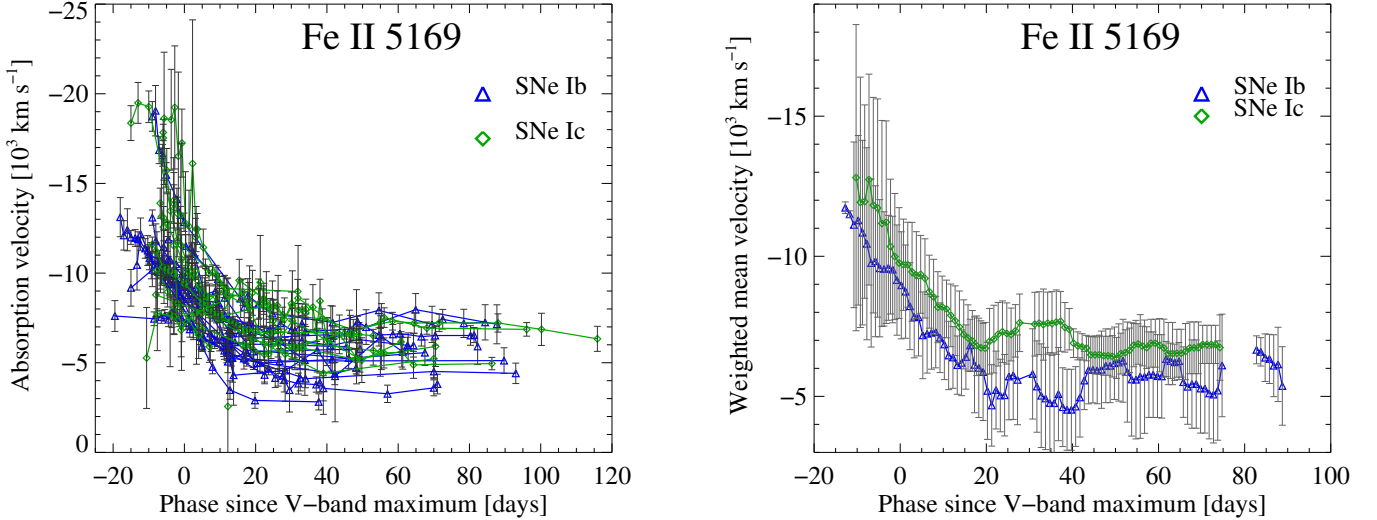 Fe II 5169
SNe Ib
SNe Ic
Absorption velocity [10³ km s⁻¹]
−25
−20
−15
−10
−5
0
−20 0 20 40 60 80 100 120
Phase since V−band maximum [days]
Fe II 5169
SNe Ib
SNe Ic
Weighted mean velocity [10³ km s⁻¹]
−15
−10
−5
−20 0 20 40 60 80 100
Phase since V−band maximum [days]